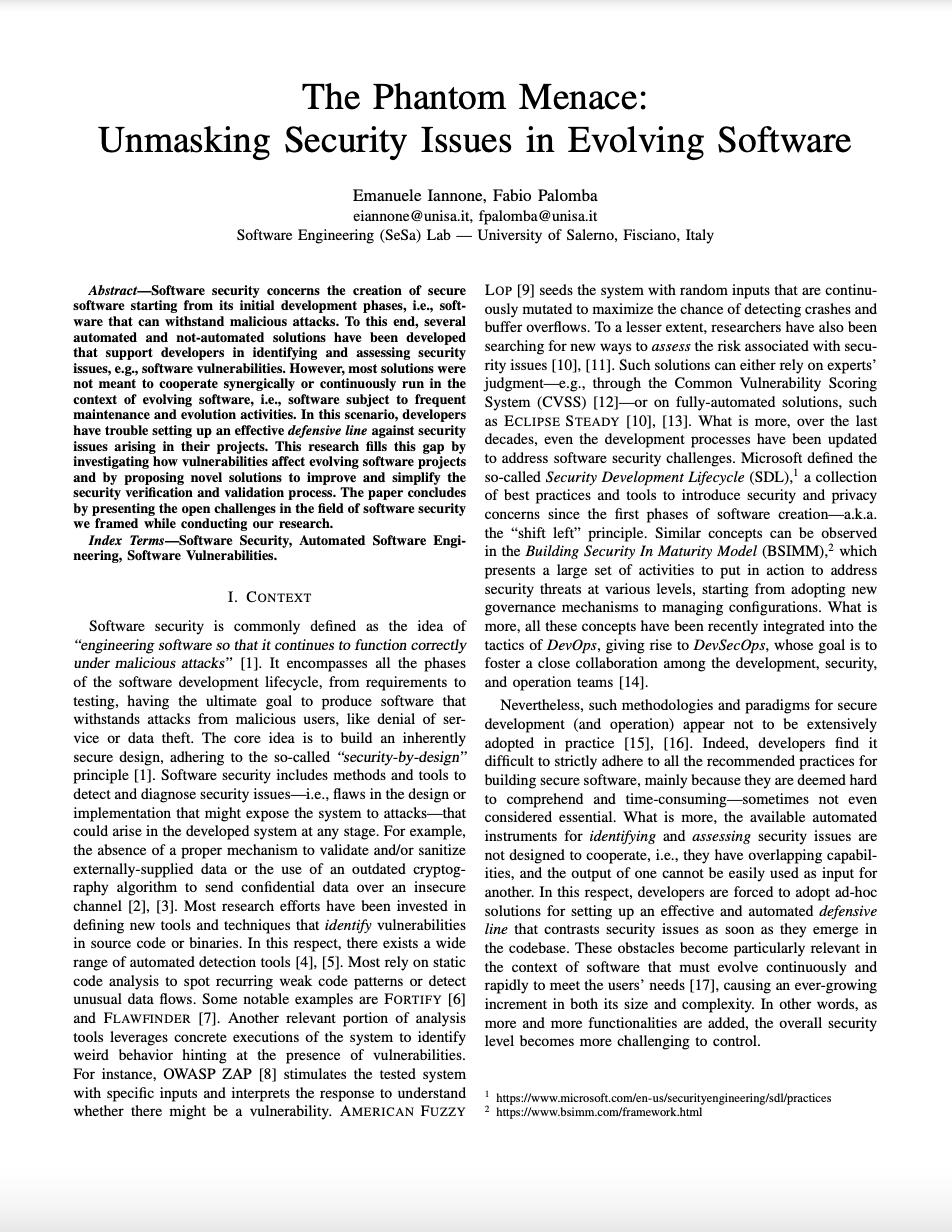 The Phantom Menace:
Unmasking Security Issues in Evolving Software
Emanuele Iannone, Fabio Palomba
eiannone@unisa.it, fpalomba@unisa.it
Software Engineering (SeSa) Lab — University of Salerno, Fisciano, Italy
Abstract—Software security concerns the creation of secure
software starting from its initial development phases, i.e., soft-
ware that can withstand malicious attacks. To this end, several
automated and not-automated solutions have been developed
that support developers in identifying and assessing security
issues, e.g., software vulnerabilities. However, most solutions were
not meant to cooperate synergically or continuously run in the
context of evolving software, i.e., software subject to frequent
maintenance and evolution activities. In this scenario, developers
have trouble setting up an effective defensive line against security
issues arising in their projects. This research fills this gap by
investigating how vulnerabilities affect evolving software projects
and by proposing novel solutions to improve and simplify the
security verification and validation process. The paper concludes
by presenting the open challenges in the field of software security
we framed while conducting our research.
Index Terms—Software Security, Automated Software Engi-
neering, Software Vulnerabilities.
I. CONTEXT
Software security is commonly defined as the idea of
“engineering software so that it continues to function correctly
under malicious attacks” [1]. It encompasses all the phases
of the software development lifecycle, from requirements to
testing, having the ultimate goal to produce software that
withstands attacks from malicious users, like denial of ser-
vice or data theft. The core idea is to build an inherently
secure design, adhering to the so-called “security-by-design”
principle [1]. Software security includes methods and tools to
detect and diagnose security issues—i.e., flaws in the design or
implementation that might expose the system to attacks—that
could arise in the developed system at any stage. For example,
the absence of a proper mechanism to validate and/or sanitize
externally-supplied data or the use of an outdated cryptog-
raphy algorithm to send confidential data over an insecure
channel [2], [3]. Most research efforts have been invested in
defining new tools and techniques that identify vulnerabilities
in source code or binaries. In this respect, there exists a wide
range of automated detection tools [4], [5]. Most rely on static
code analysis to spot recurring weak code patterns or detect
unusual data flows. Some notable examples are FORTIFY [6]
and FLAWFINDER [7]. Another relevant portion of analysis
tools leverages concrete executions of the system to identify
weird behavior hinting at the presence of vulnerabilities.
For instance, OWASP ZAP [8] stimulates the tested system
with specific inputs and interprets the response to understand
whether there might be a vulnerability. AMERICAN FUZZY
LOP [9] seeds the system with random inputs that are continu-
ously mutated to maximize the chance of detecting crashes and
buffer overflows. To a lesser extent, researchers have also been
searching for new ways to assess the risk associated with secu-
rity issues [10], [11]. Such solutions can either rely on experts’
judgment—e.g., through the Common Vulnerability Scoring
System (CVSS) [12]—or on fully-automated solutions, such
as ECLIPSE STEADY [10], [13]. What is more, over the last
decades, even the development processes have been updated
to address software security challenges. Microsoft defined the
so-called Security Development Lifecycle (SDL),1 a collection
of best practices and tools to introduce security and privacy
concerns since the first phases of software creation—a.k.a.
the “shift left” principle. Similar concepts can be observed
in the Building Security In Maturity Model (BSIMM),2 which
presents a large set of activities to put in action to address
security threats at various levels, starting from adopting new
governance mechanisms to managing configurations. What is
more, all these concepts have been recently integrated into the
tactics of DevOps, giving rise to DevSecOps, whose goal is to
foster a close collaboration among the development, security,
and operation teams [14].
Nevertheless, such methodologies and paradigms for secure
development (and operation) appear not to be extensively
adopted in practice [15], [16]. Indeed, developers find it
difficult to strictly adhere to all the recommended practices for
building secure software, mainly because they are deemed hard
to comprehend and time-consuming—sometimes not even
considered essential. What is more, the available automated
instruments for identifying and assessing security issues are
not designed to cooperate, i.e., they have overlapping capabil-
ities, and the output of one cannot be easily used as input for
another. In this respect, developers are forced to adopt ad-hoc
solutions for setting up an effective and automated defensive
line that contrasts security issues as soon as they emerge in
the codebase. These obstacles become particularly relevant in
the context of software that must evolve continuously and
rapidly to meet the users’ needs [17], causing an ever-growing
increment in both its size and complexity. In other words, as
more and more functionalities are added, the overall security
level becomes more challenging to control.
1 https://www.microsoft.com/en-us/securityengineering/sdl/practices
2 https://www.bsimm.com/framework.html